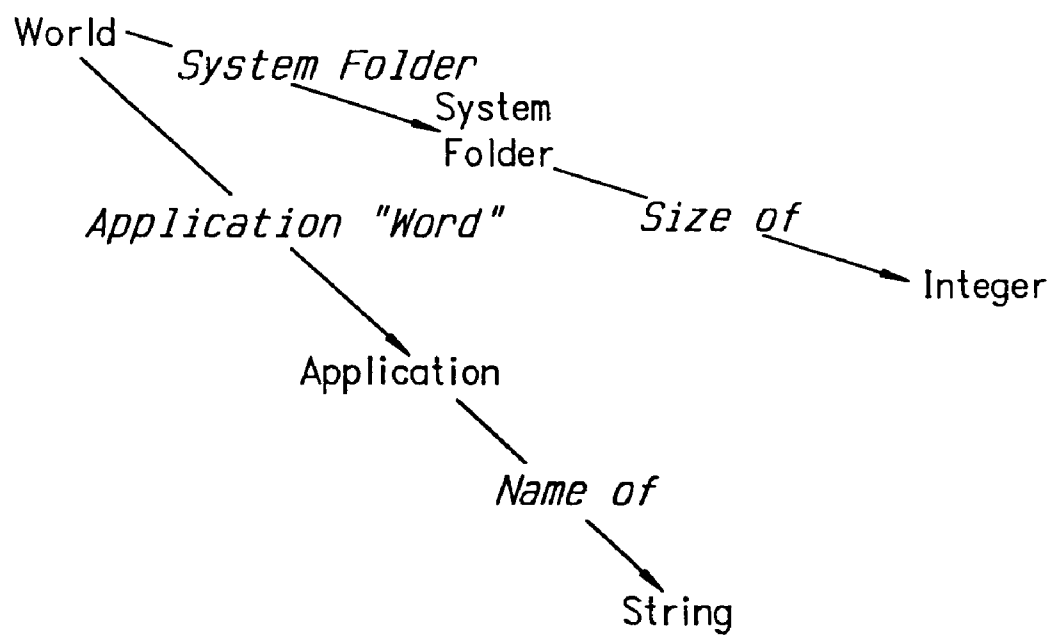 World
System Folder
System
Folder
Application "Word"
Size of
Integer
Application
Name of
String